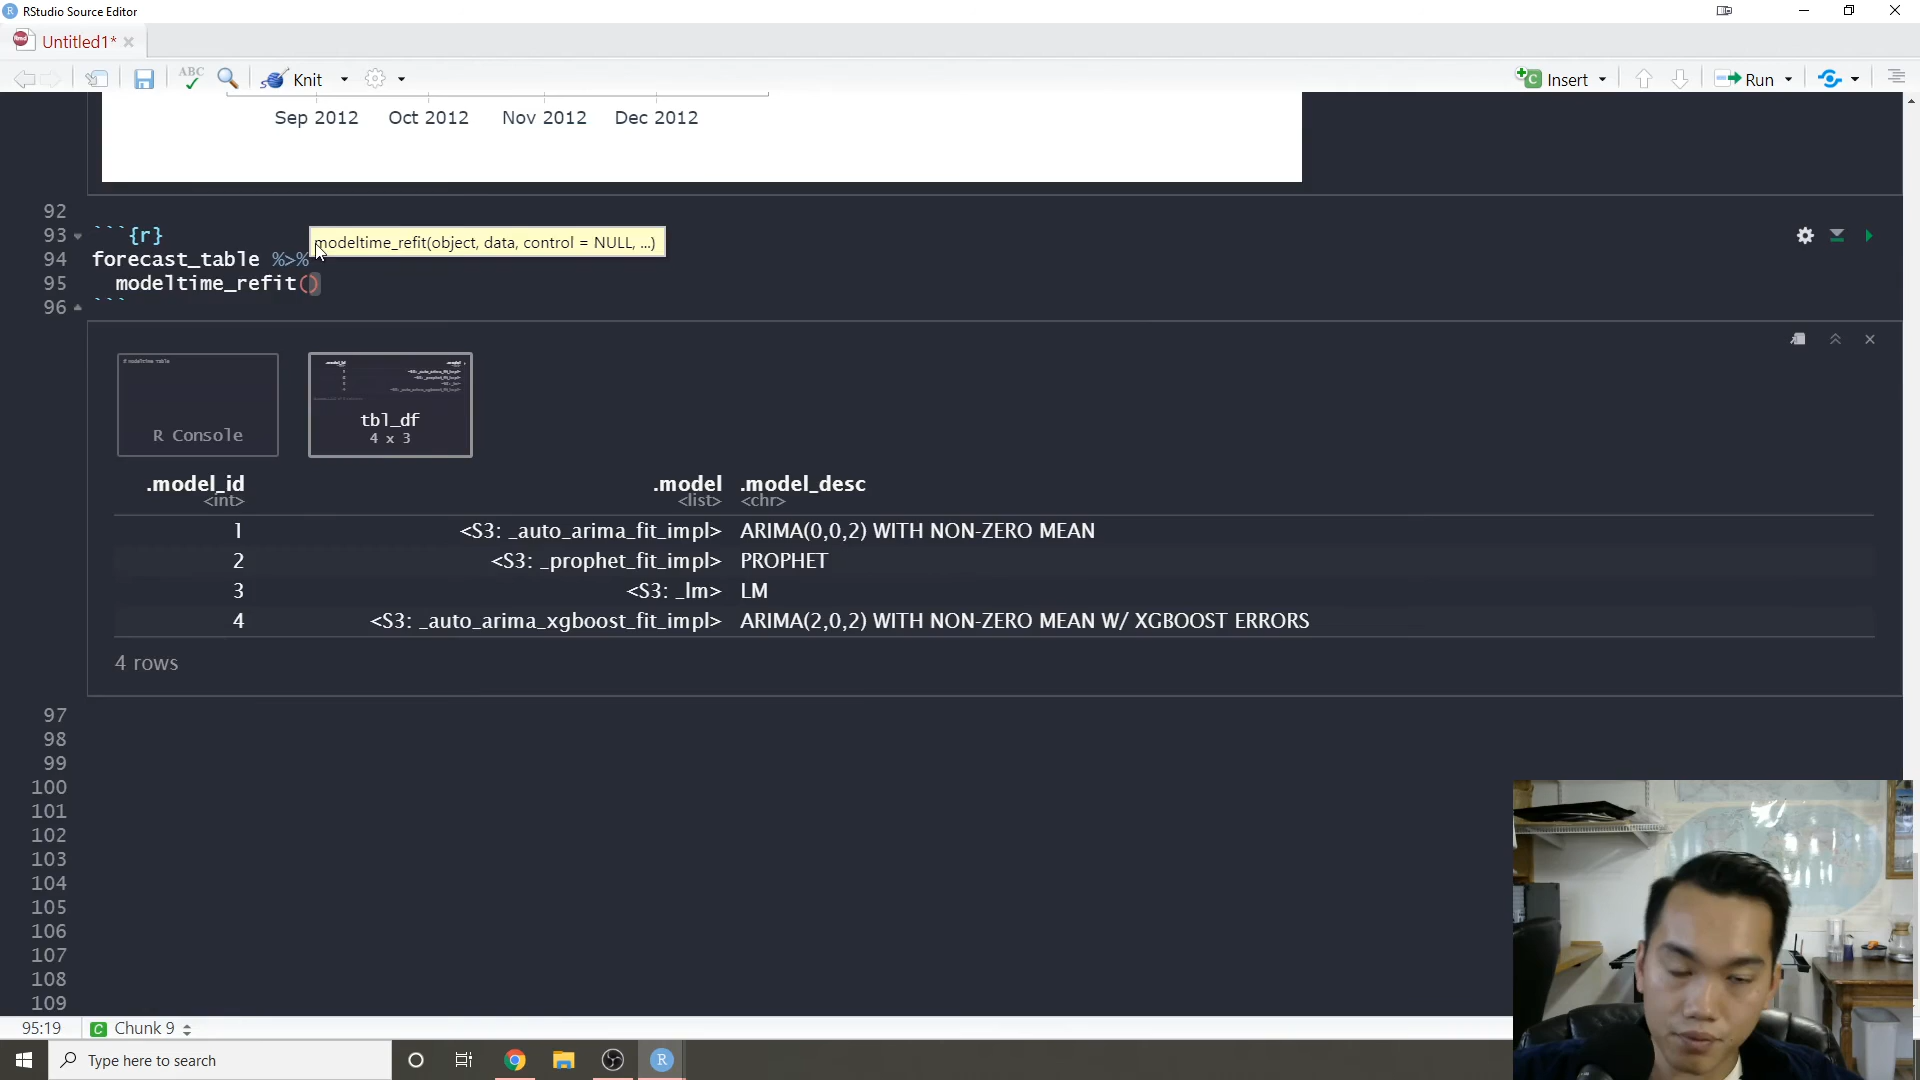 RStudio Source Editor
Untitled1*
ABC
Knit
Insert
Run
Sep 2012 Oct 2012 Nov 2012 Dec 2012
92
93 ```{r}
modeltime_refit(object, data, control = NULL, ...)
94 forecast_table %>%
95 modeltime_refit()
96 ```
R Console
tbl_df
4 x 3
.model_id .model .model_desc
<int> <list> <chr>
1 <S3: _auto_arima_fit_impl> ARIMA(0,0,2) WITH NON-ZERO MEAN
2 <S3: _prophet_fit_impl> PROPHET
3 <S3: _lm> LM
4 <S3: _auto_arima_xgboost_fit_impl> ARIMA(2,0,2) WITH NON-ZERO MEAN W/ XGBOOST ERRORS
4 rows
97
98
99
100
101
102
103
104
105
106
107
108
109
95:19 C Chunk 9
Type here to search